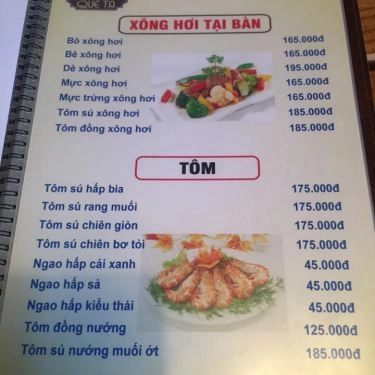 QUÊ TA
XÔNG HƠI TẠI BÀN
Bò xông hơi 165.000đ
Bê xông hơi 165.000đ
Dê xông hơi 195.000đ
Mực xông hơi 165.000đ
Mực trứng xông hơi 165.000đ
Tôm sú xông hơi 185.000đ
Tôm đồng xông hơi 185.000đ
TÔM
Tôm sú hấp bia 175.000đ
Tôm sú rang muối 175.000đ
Tôm sú chiên giòn 175.000đ
Tôm sú chiên bơ tỏi 175.000đ
Ngao hấp cải xanh 45.000đ
Ngao hấp sả 45.000đ
Ngao hấp kiểu thái 45.000đ
Tôm đồng nướng 125.000đ
Tôm sú nướng muối ớt 185.000đ